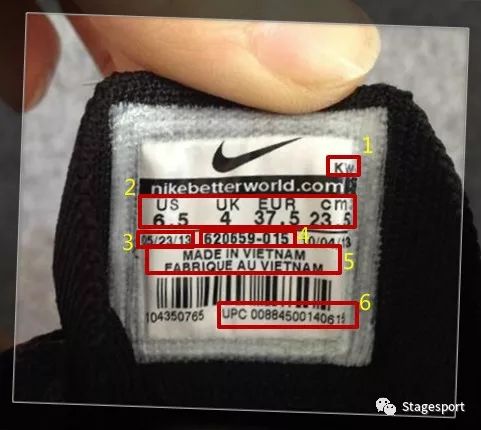 1
KW
nikebetterworld.com
2
US UK EUR cm
6.5 4 37.5 23.5
3
05/23/13 620659-015 10/04/13
4
MADE IN VIETNAM
FABRIQUE AU VIETNAM
5
6
104350765 UPC
Stagesport